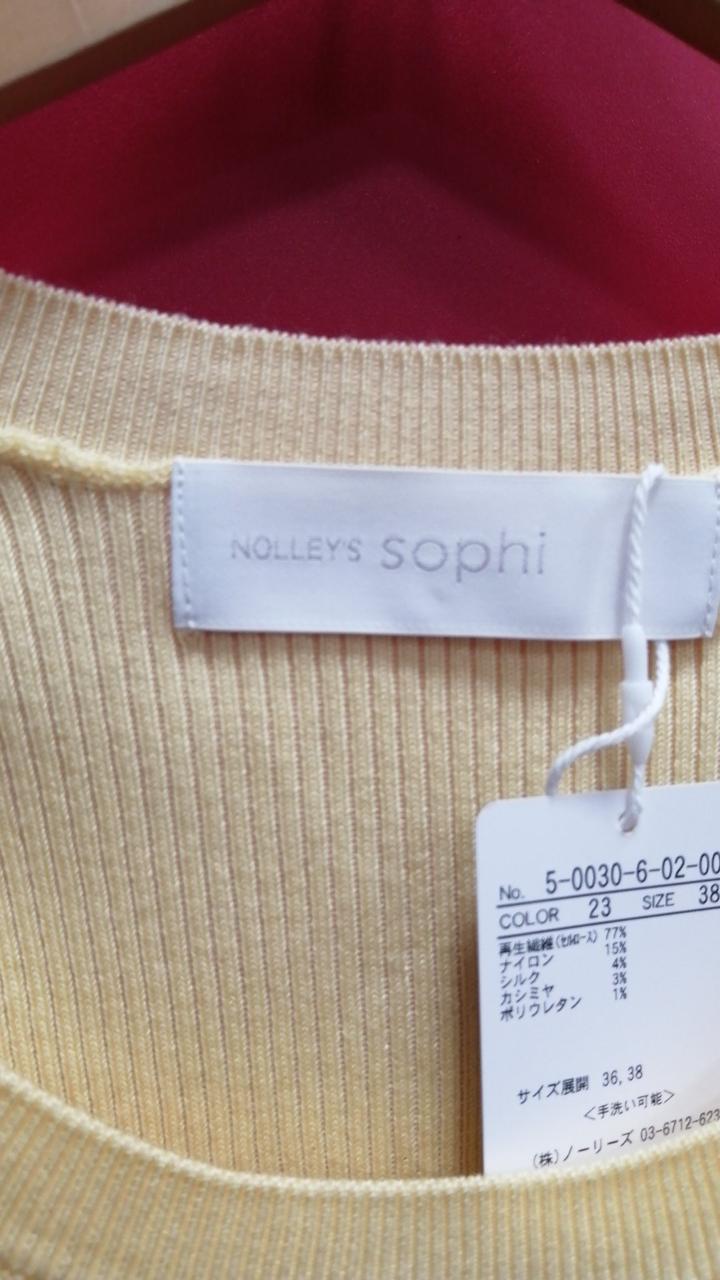 NOLLEY'S sophi
No. 5-0030-6-02-00
COLOR 23 SIZE 38
再生繊維(セルロース) 77%
ナイロン 15%
シルク 4%
カシミヤ 3%
ポリウレタン 1%
サイズ展開 36,38
<手洗い可能>
(株)ノーリーズ 03-6712-623